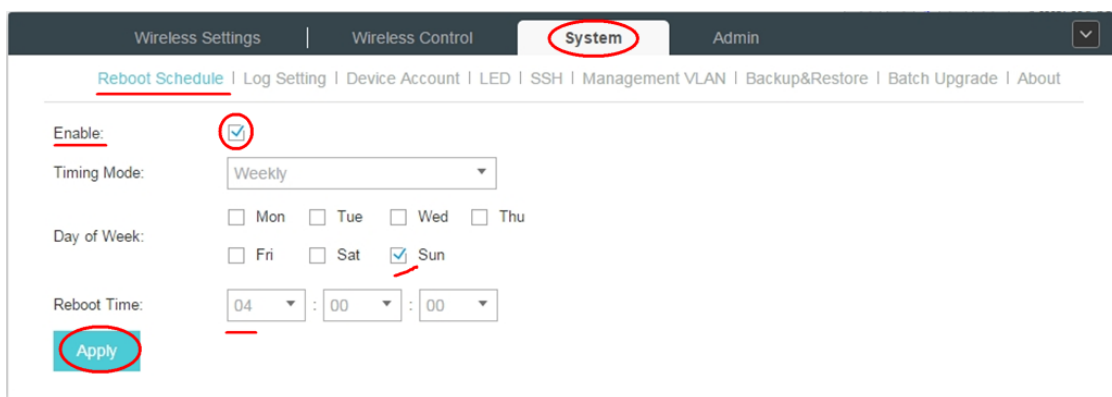 Wireless Settings | Wireless Control System Admin
Reboot Schedule | Log Setting | Device Account | LED | SSH | Management VLAN | Backup&Restore | Batch Upgrade | About
Enable:
Timing Mode: Weekly
Mon Tue Wed Thu
Day of Week:
Fri Sat Sun
Reboot Time: 04 : 00 : 00
Apply